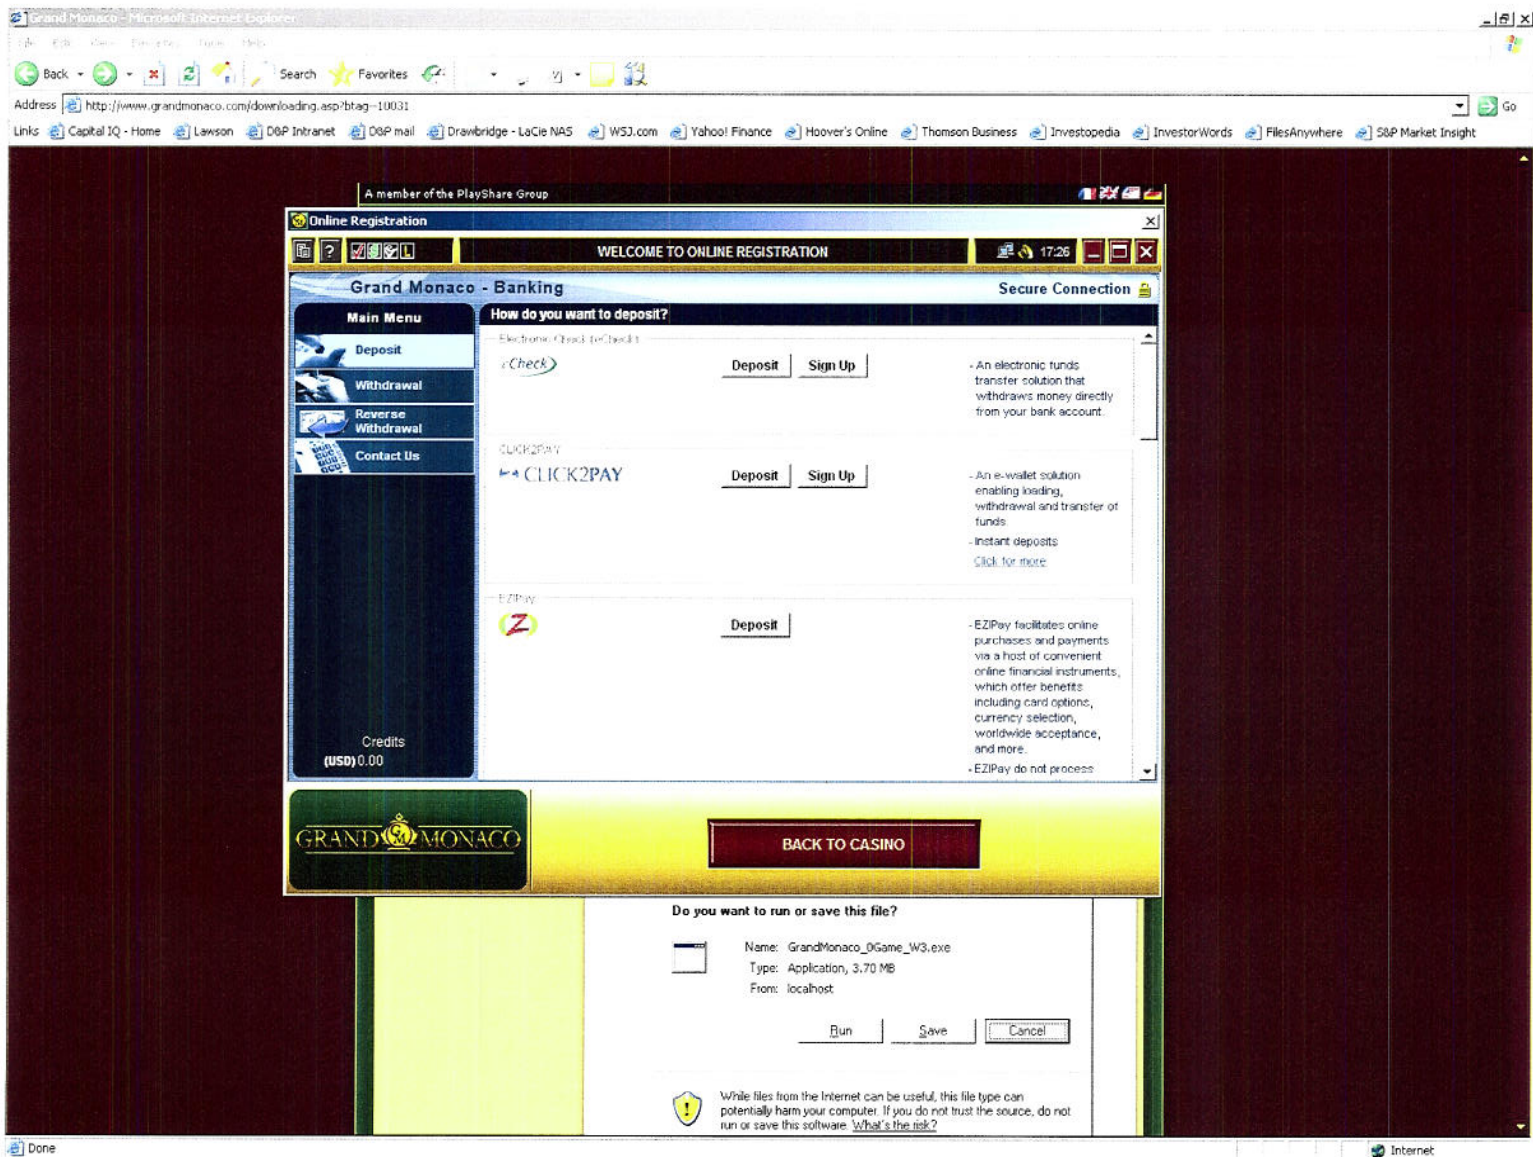 Grand Monaco - Microsoft Internet Explorer
Back
Search
Favorites
Address http://www.grandmonaco.com/downloading.asp?btag=10031
Go
Links Capital IQ - Home Lawson D&P Intranet D&P mail Drawbridge - LaCie NAS WSJ.com Yahoo! Finance Hoover's Online Thomson Business Investopedia InvestorWords FilesAnywhere S&P Market Insight
A member of the PlayShare Group
Online Registration
WELCOME TO ONLINE REGISTRATION
17:26
Grand Monaco - Banking
Secure Connection
Main Menu
Deposit
Withdrawal
Reverse
Withdrawal
Contact Us
Credits
(USD) 0.00
How do you want to deposit?
Electronic Check (eCheck)
eCheck
Deposit
Sign Up
- An electronic funds
transfer solution that
withdraws money directly
from your bank account.
CLICK2PAY
CLICK2PAY
Deposit
Sign Up
- An e-wallet solution
enabling loading,
withdrawal and transfer of
funds
- Instant deposits
Click for more
EZIPay
Z
Deposit
- EZIPay facilitates online
purchases and payments
via a host of convenient
online financial instruments,
which offer benefits
including card options,
currency selection,
worldwide acceptance,
and more.
- EZIPay do not process
GRAND GM MONACO
BACK TO CASINO
Do you want to run or save this file?
Name: GrandMonaco_0Game_W3.exe
Type: Application, 3.70 MB
From: localhost
Run
Save
Cancel
While files from the Internet can be useful, this file type can
potentially harm your computer. If you do not trust the source, do not
run or save this software. What's the risk?
Done
Internet